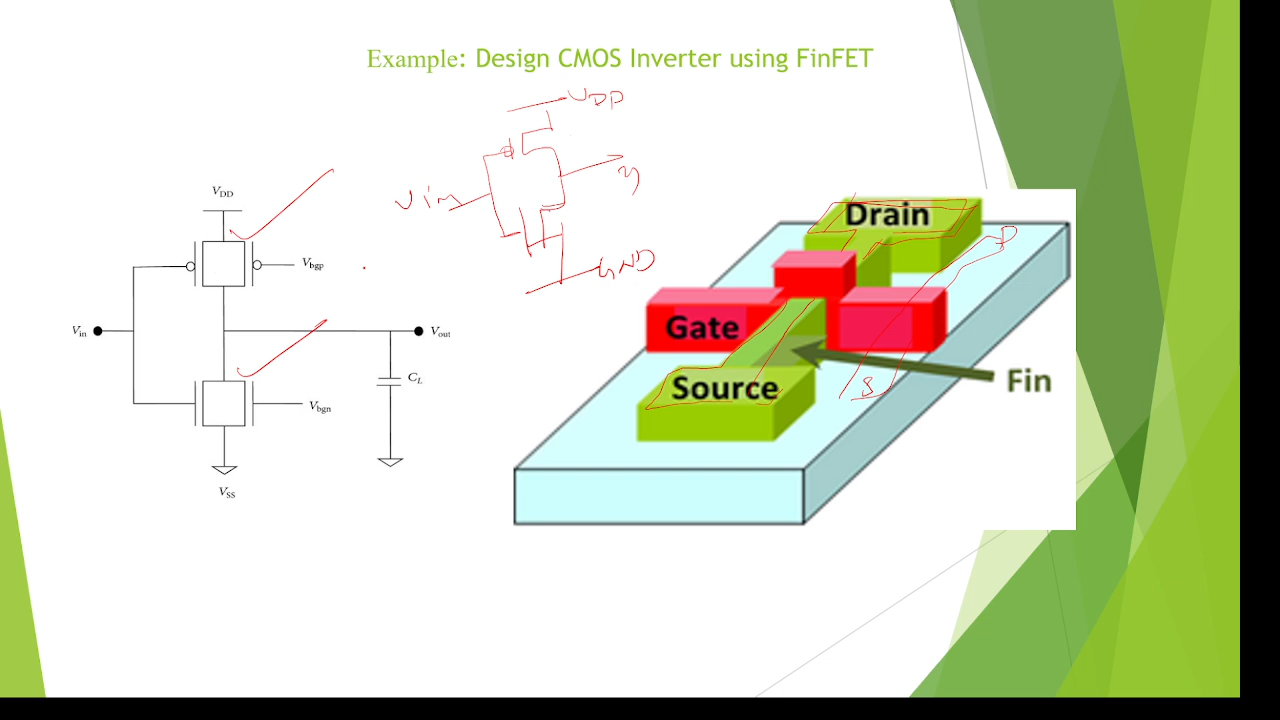 Example: Design CMOS Inverter using FinFET
VDD
Vin
y
GND
VDD
Vbgp
Vin
Vout
CL
Vbgn
VSS
Drain
D
Gate
Source
S
Fin